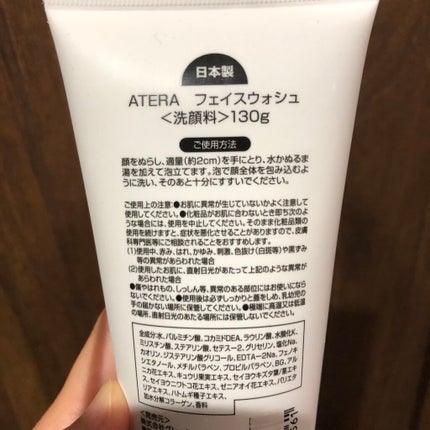 日本製
ATERA フェイスウォシュ
<洗顔料>130g
ご使用方法
顔をぬらし、適量(約2cm)を手にとり、水かぬるま
湯を加えて泡立てます。泡で顔全体を包み込むよう
に洗い、そのあと十分にすすいでください。
ご使用上の注意:●お肌に異常が生じていないかよく注意して
使用してください。●化粧品がお肌に合わないとき即ち次のよ
うな場合には、使用を中止してください。そのまま化粧品類の
使用を続けますと、症状を悪化させることがありますので、皮膚
科専門医等にご相談されることをおすすめします。
(1)使用中、赤み、はれ、かゆみ、刺激、色抜け(白斑等)や黒ずみ
等の異常があらわれた場合
(2)使用したお肌に、直射日光があたって上記のような異常が
あらわれた場合
●傷やはれもの、しっしん等、異常のある部位にはお使いになら
ないでください。●使用後は必ずしっかりと蓋をしめ、乳幼児の
手の届かない所に保管してください。●極端に高温又は低温
の場所、直射日光のあたる場所には保管しないでください。
全成分:水、パルミチン酸、コカミドDEA、ラウリン酸、水酸化K、
ミリスチン酸、ステアリン酸、セテス-2、グリセリン、塩化Na、
カオリン、ジステアリン酸グリコール、EDTA-2Na、フェノキ
シエタノール、メチルパラベン、プロピルパラベン、BG、アル
ニカ花エキス、キュウリ果実エキス、セイヨウキズタ葉/茎エキ
ス、セイヨウニワトコ花エキス、ゼニアオイ花エキス、パリエタ
リアエキス、ハトムギ種子エキス、
加水分解コラーゲン、香料